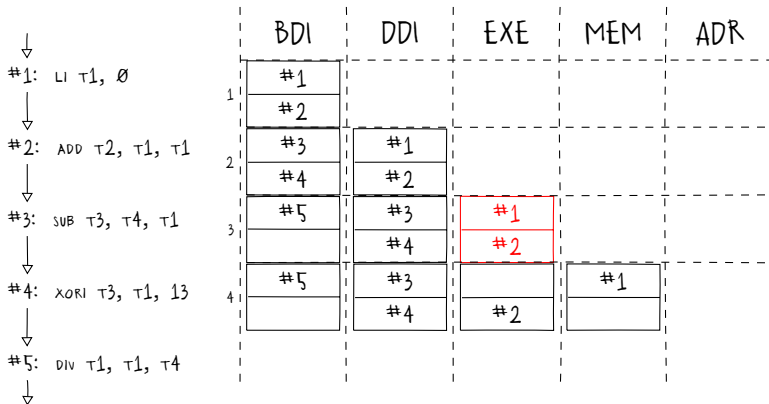 BDI DDI EXE MEM ADR
#1: LI T1, Ø
1 #1
#2
#2: ADD T2, T1, T1
2 #3 #1
#4 #2
#3: SUB T3, T4, T1
3 #5 #3 #1
#4 #2
#4: XORI T3, T1, 13
4 #5 #3 #1
#4 #2
#5: DIV T1, T1, T4